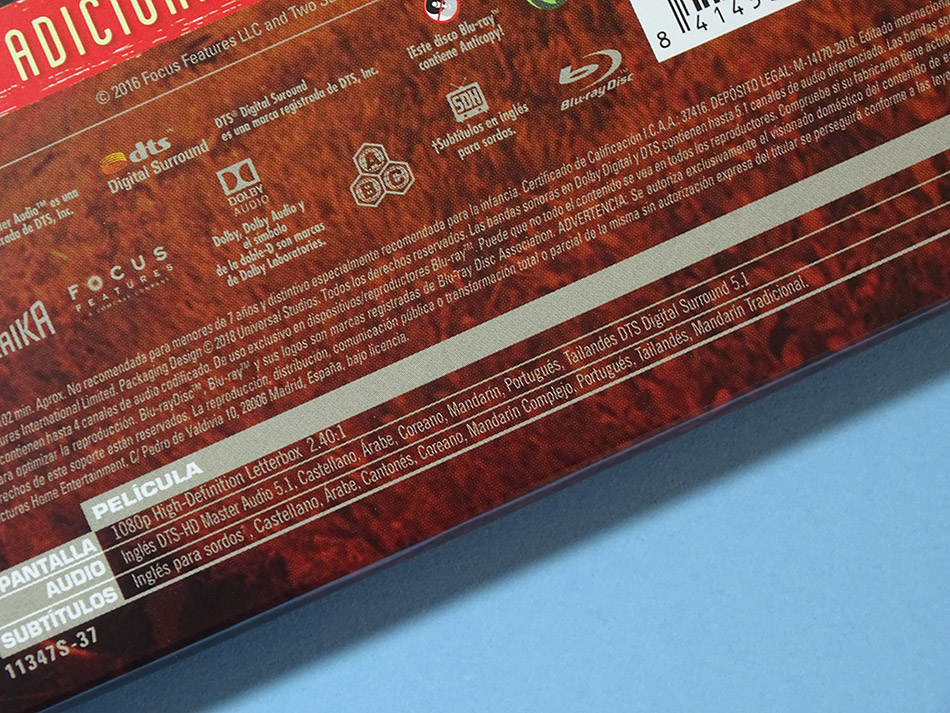 ADICION
© 2016 Focus Features LLC and Two
¡Este disco Blu-ray™
contiene Anticopy!
8 4143
dts™
Digital Surround
DTS® Digital Surround
es una marca registrada de DTS, Inc.
SDH
¡Subtítulos en inglés
para sordos.
Blu-ray Disc
er Audio™ es una
trada de DTS, Inc.
DOLBY
AUDIO
Dolby, Dolby Audio y
el símbolo
de la doble-D son marcas
de Dolby Laboratories.
A
B C
AIKA
FOCUS
FEATURES
02 min. Aprox. No recomendada para menores de 7 años y distintivo especialmente recomendada para la infancia Certificado de Calificación I.C.A.A.: 37416. DEPÓSITO LEGAL: M-14170-2018. Editado internacion
ures International Limited. Packaging Design © 2018 Universal Studios. Todos los derechos reservados. Las bandas sonoras en Dolby Digital y DTS contienen hasta 5.1 canales de audio diferenciado. Las bandas son
contienen hasta 4 canales de audio codificado. De uso exclusivo en dispositivos/reproductores Blu-ray™. Puede que no todo el contenido se vea en todos los reproductores. Compruebe si su fabricante tiene
ara optimizar la reproducción. Blu-rayDisc™, Blu-ray™ y sus logos son marcas registradas de Blu-ray Disc Association. ADVERTENCIA: Se autoriza exclusivamente el visionado doméstico del contenido de
rechos de este soporte están reservados. La reproducción, distribución, comunicación pública o transformación total o parcial de la misma sin autorización expresa del titular se perseguirá conforme a las
ctures Home Entertainment, C/ Pedro de Valdivia 10, 28006 Madrid, España, bajo licencia.
PELÍCULA
PANTALLA 1080p High-Definition Letterbox 2.40:1
AUDIO Inglés DTS-HD Master Audio 5.1, Castellano, Árabe, Coreano, Mandarín, Portugués, Tailandés DTS Digital Surround 5.1
SUBTÍTULOS Inglés para sordos*, Castellano, Árabe, Cantonés, Coreano, Mandarín Complejo, Portugués, Tailandés, Mandarín Tradicional.
11347S-37